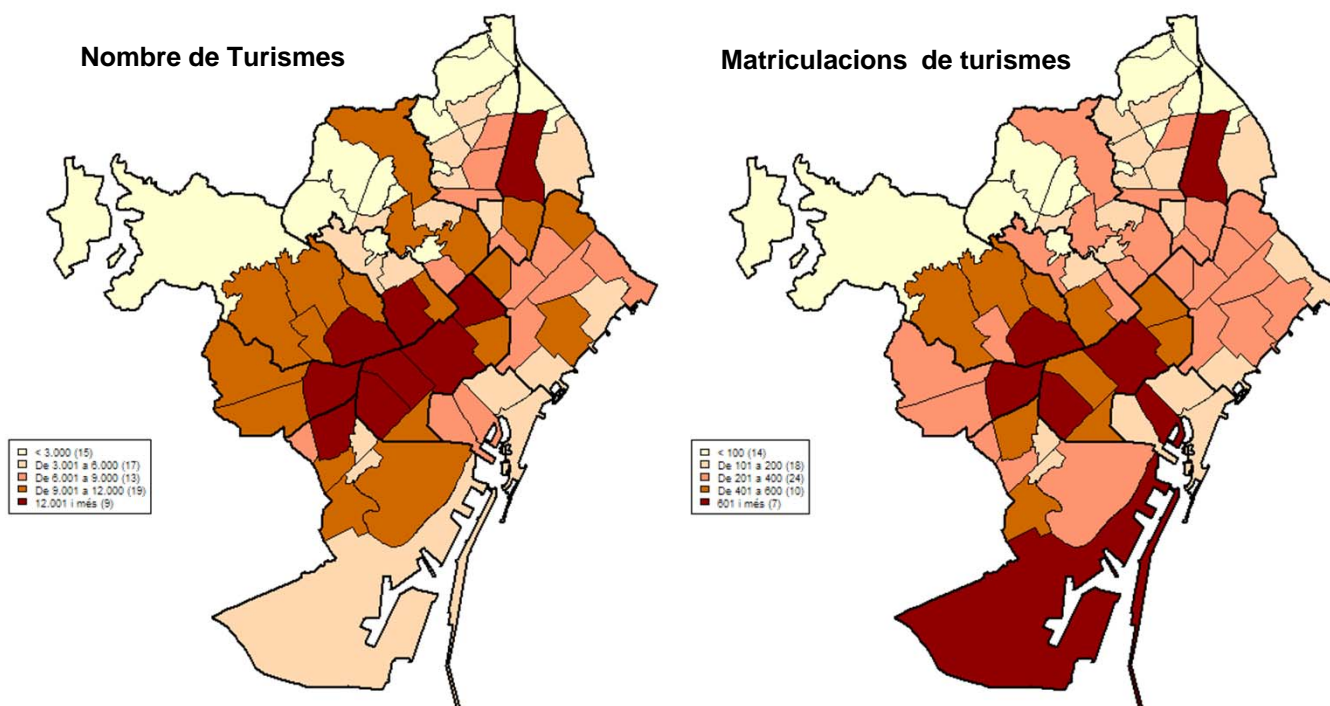 Nombre de Turismes
Matriculacions de turismes
< 3.000 (15)
De 3.001 a 6.000 (17)
De 6.001 a 9.000 (13)
De 9.001 a 12.000 (19)
12.001 i més (9)
< 100 (14)
De 101 a 200 (18)
De 201 a 400 (24)
De 401 a 600 (10)
601 i més (7)